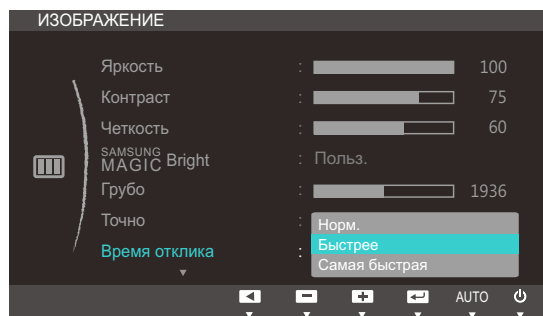 ИЗОБРАЖЕНИЕ
Яркость : 100
Контраст : 75
Четкость : 60
SAMSUNG MAGIC Bright : Польз.
Грубо : 1936
Точно :
Норм.
Время отклика : Быстрее
Самая быстрая
AUTO